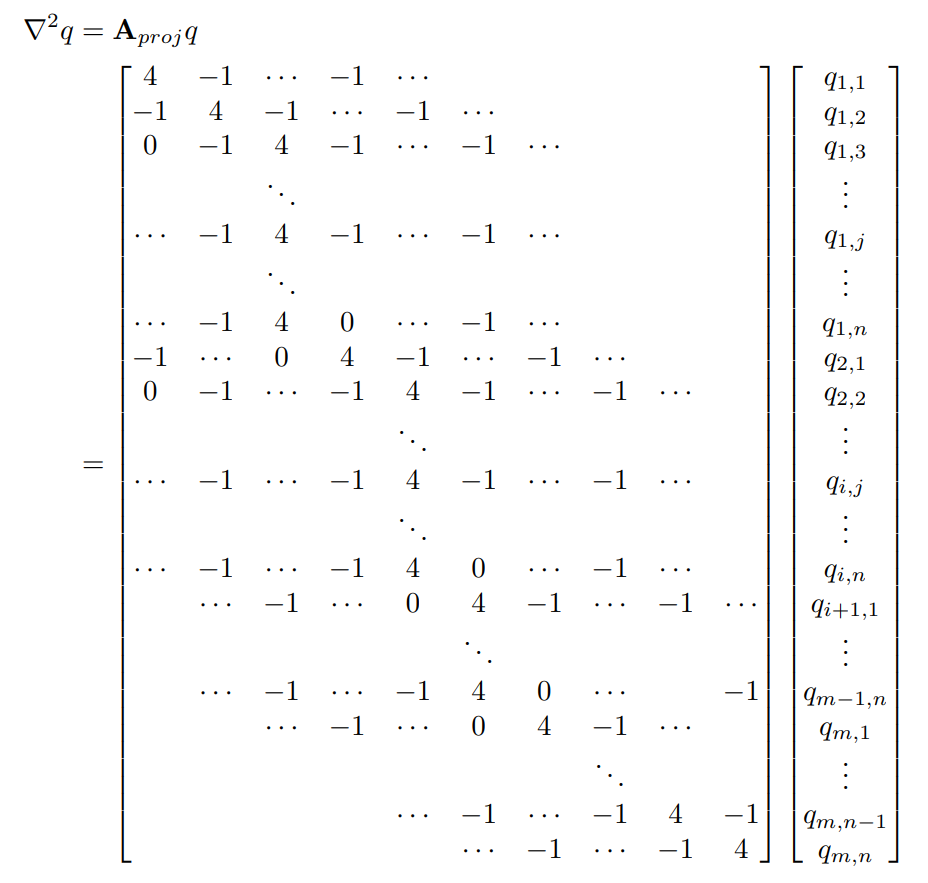 ∇²q = A_proj q
4 −1 ⋯ −1 ⋯ q_{1,1}
−1 4 −1 ⋯ −1 ⋯ q_{1,2}
0 −1 4 −1 ⋯ −1 ⋯ q_{1,3}
⋱ ⋮
⋯ −1 4 −1 ⋯ −1 ⋯ q_{1,j}
⋱ ⋮
⋯ −1 4 0 ⋯ −1 ⋯ q_{1,n}
−1 ⋯ 0 4 −1 ⋯ −1 ⋯ q_{2,1}
0 −1 ⋯ −1 4 −1 ⋯ −1 ⋯ q_{2,2}
⋱ ⋮
= ⋯ −1 ⋯ −1 4 −1 ⋯ −1 ⋯ q_{i,j}
⋱ ⋮
⋯ −1 ⋯ −1 4 0 ⋯ −1 ⋯ q_{i,n}
⋯ −1 ⋯ 0 4 −1 ⋯ −1 ⋯ q_{i+1,1}
⋱ ⋮
⋯ −1 ⋯ −1 4 0 ⋯ −1 q_{m−1,n}
⋯ −1 ⋯ 0 4 −1 ⋯ q_{m,1}
⋱ ⋮
⋯ −1 ⋯ −1 4 −1 q_{m,n−1}
⋯ −1 ⋯ −1 4 q_{m,n}